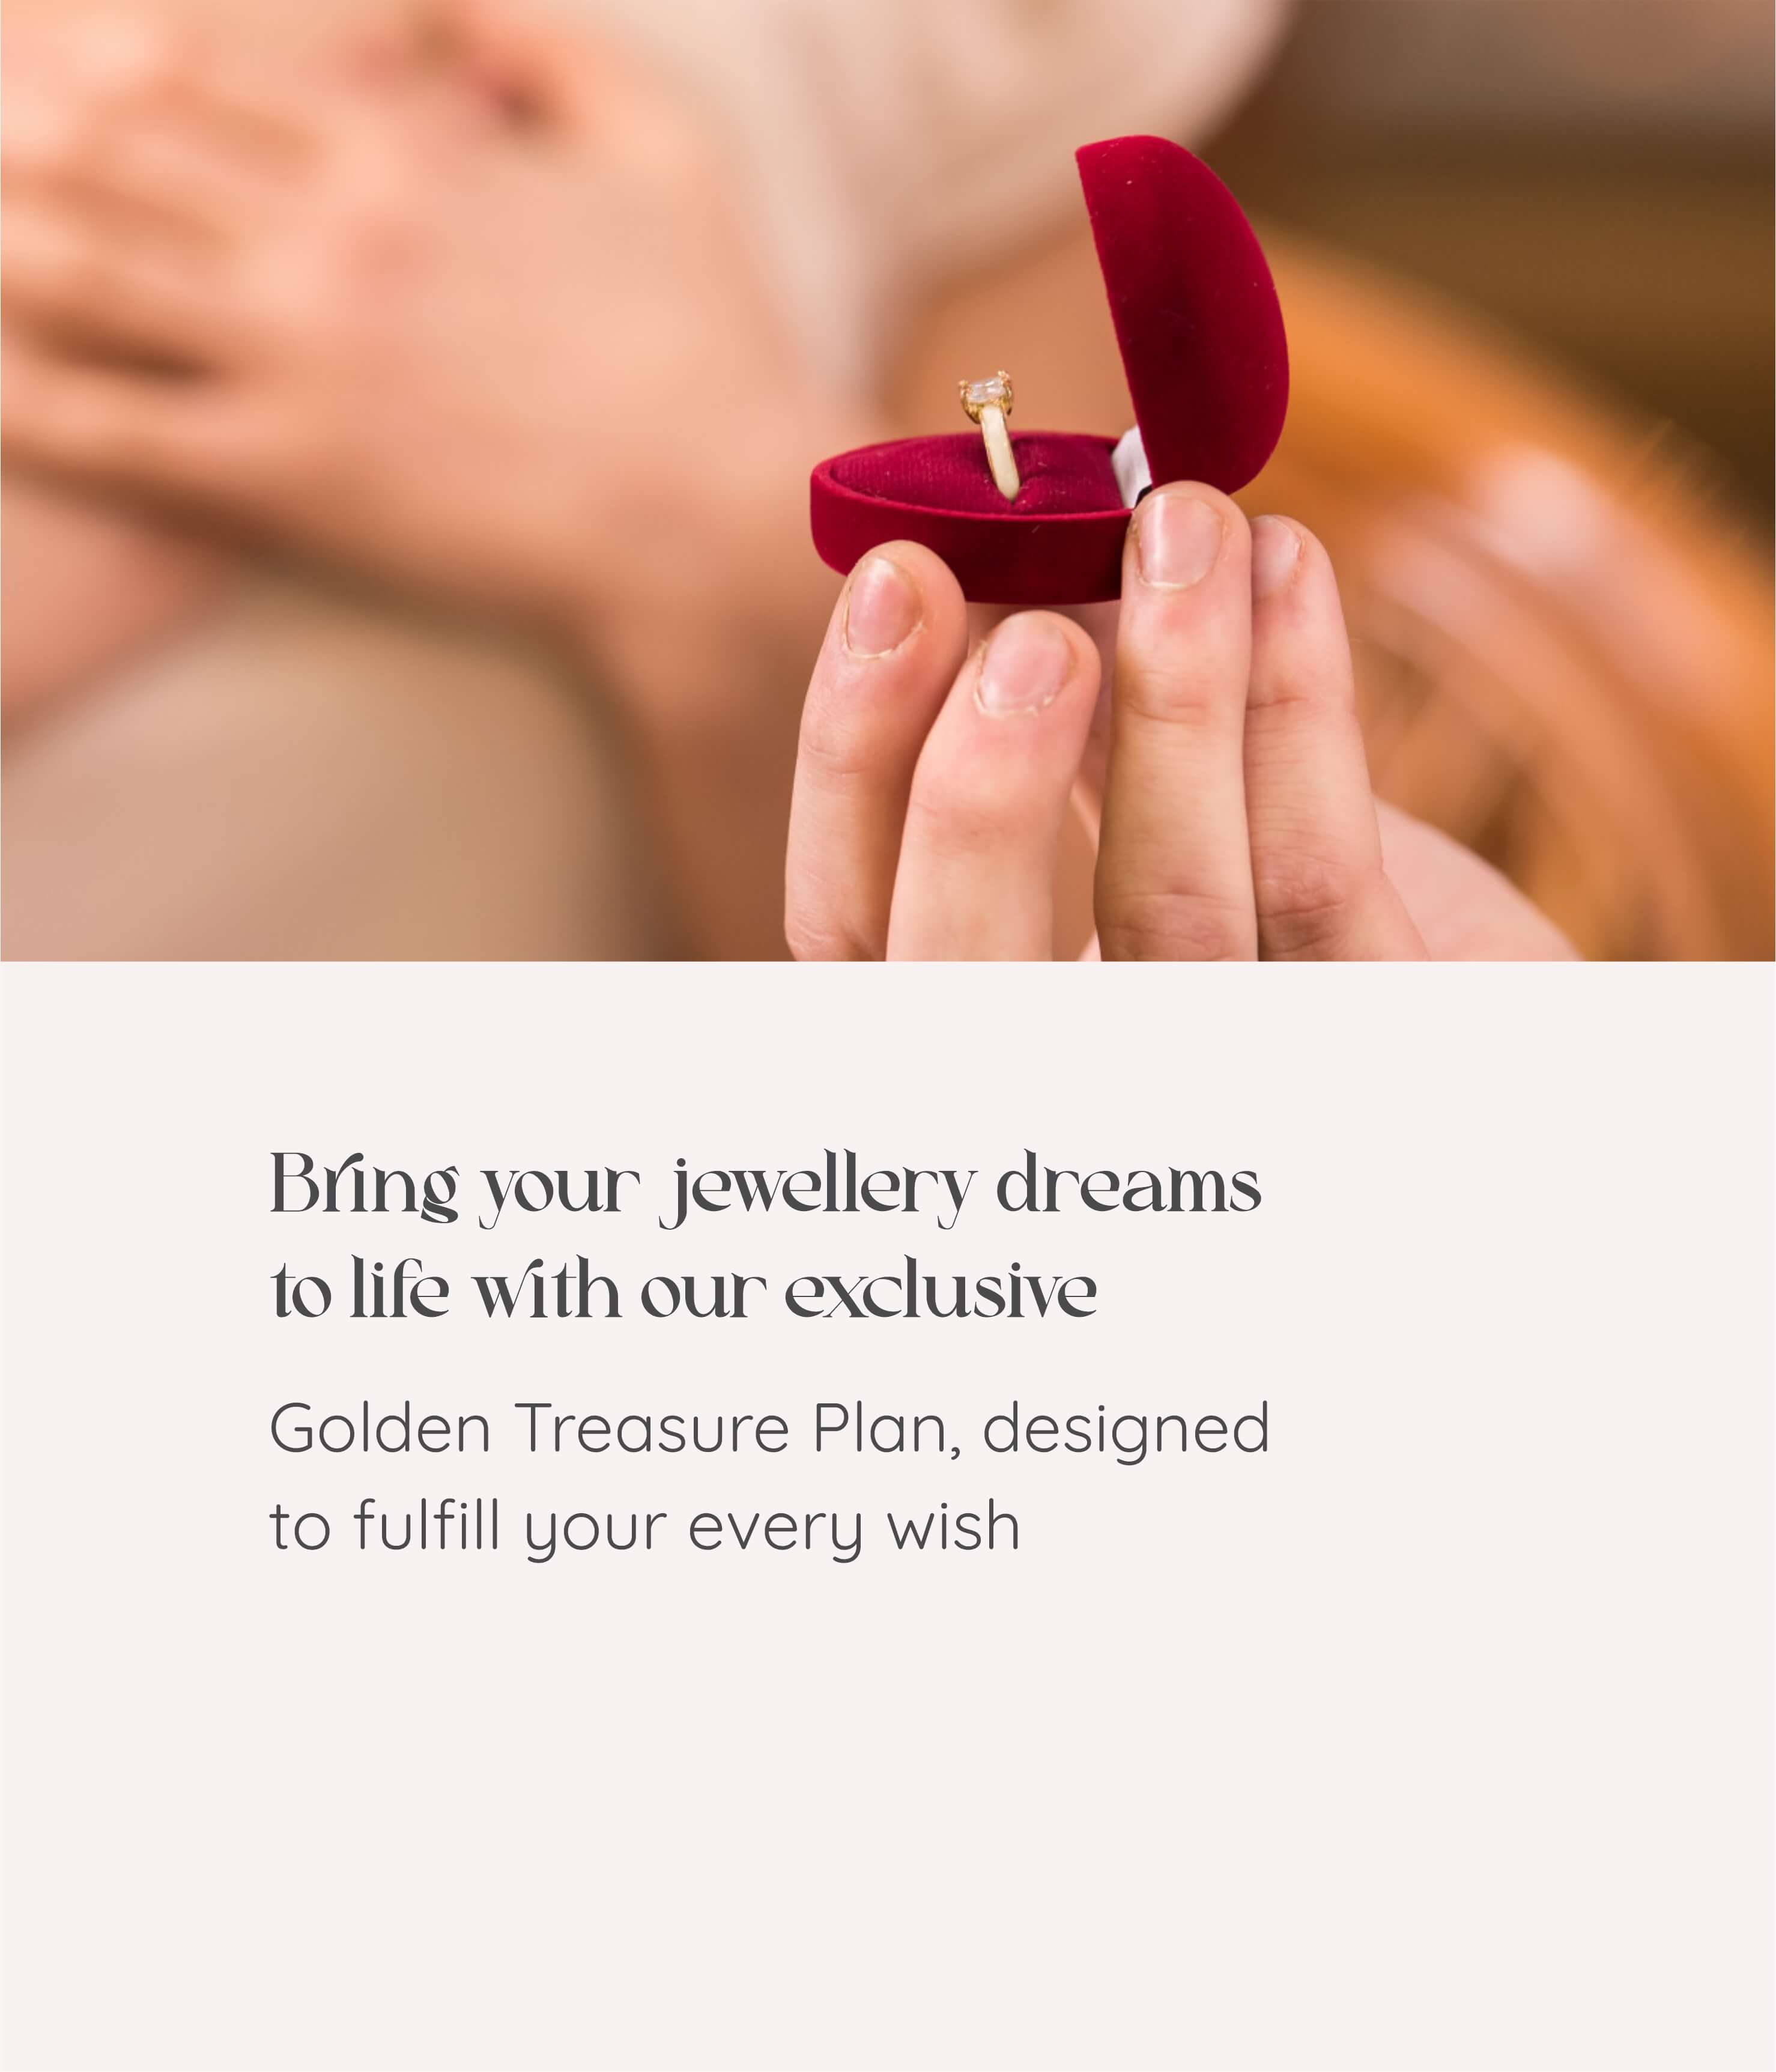 Bring your jewellery dreams
to life with our exclusive
Golden Treasure Plan, designed
to fulfill your every wish